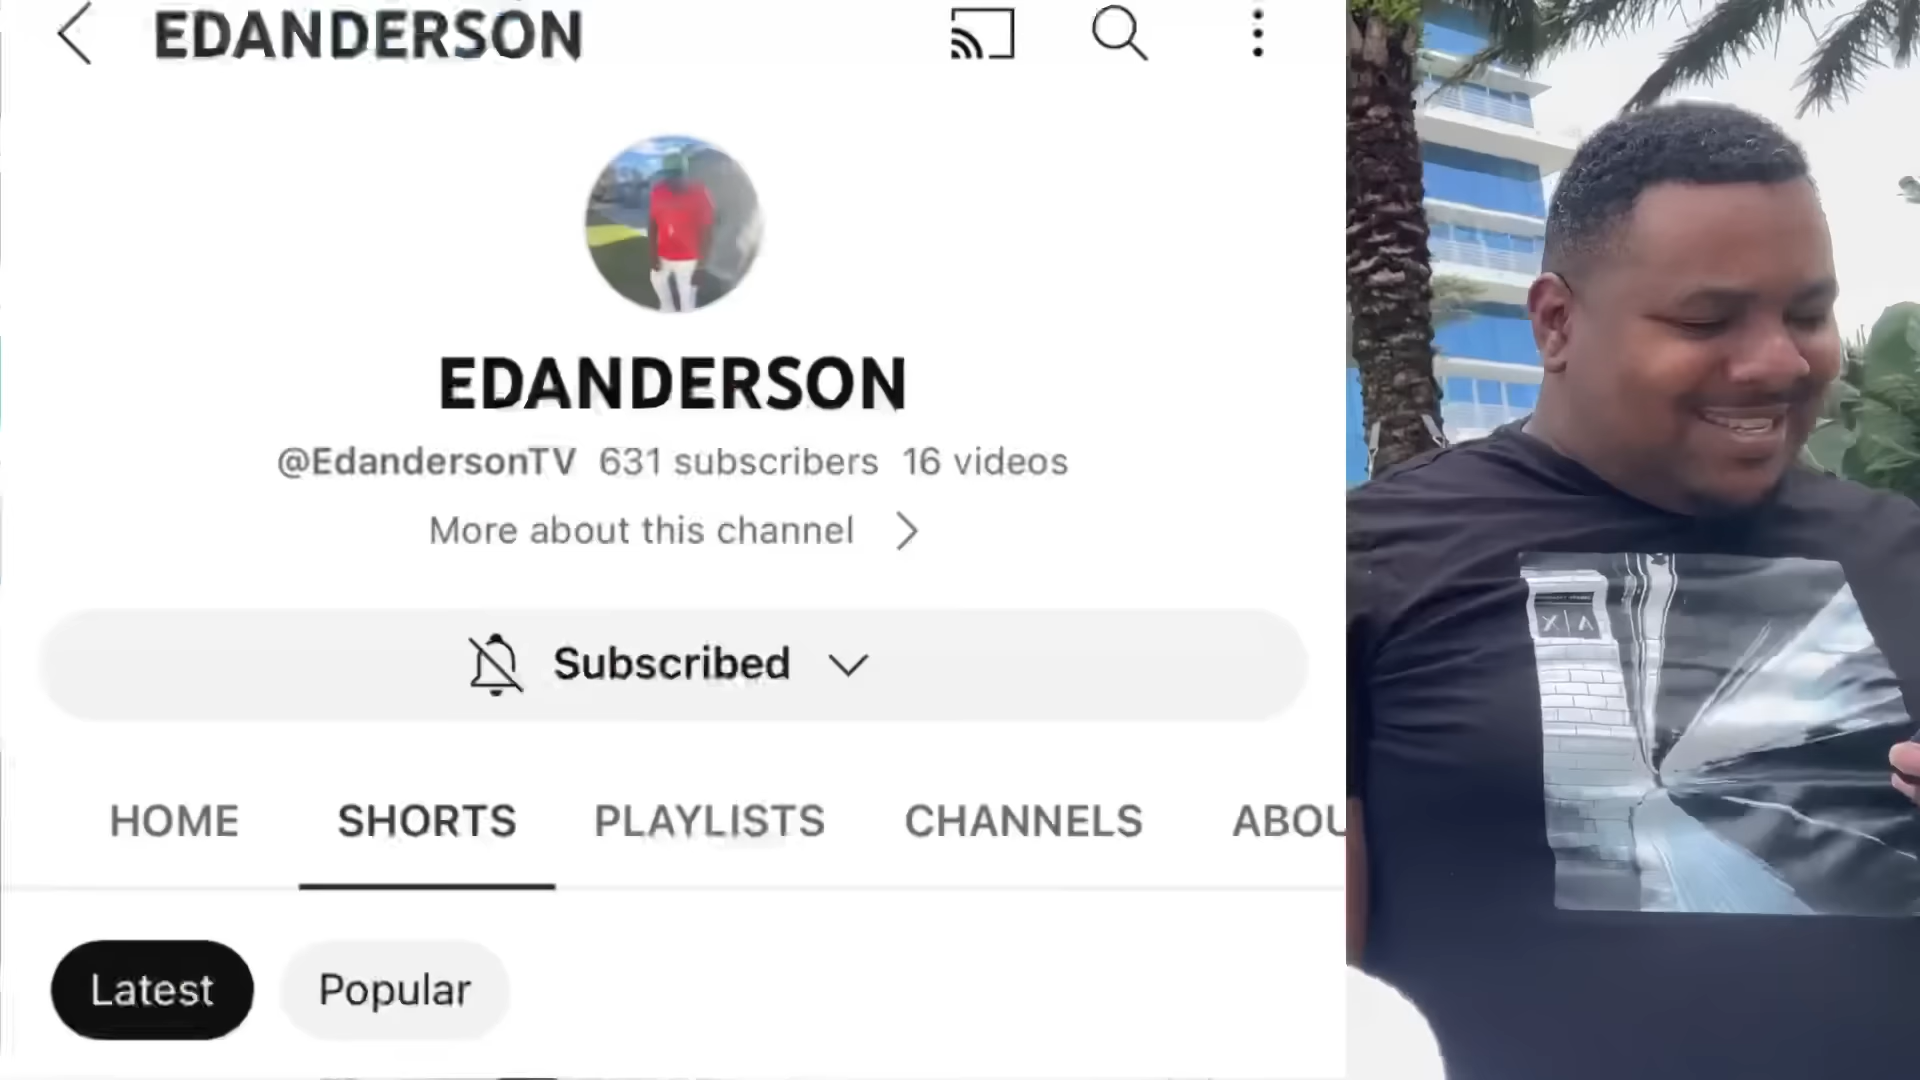 EDANDERSON
EDANDERSON
@EdandersonTV 631 subscribers 16 videos
More about this channel
Subscribed
HOME SHORTS PLAYLISTS CHANNELS ABOU
Latest Popular
A|X